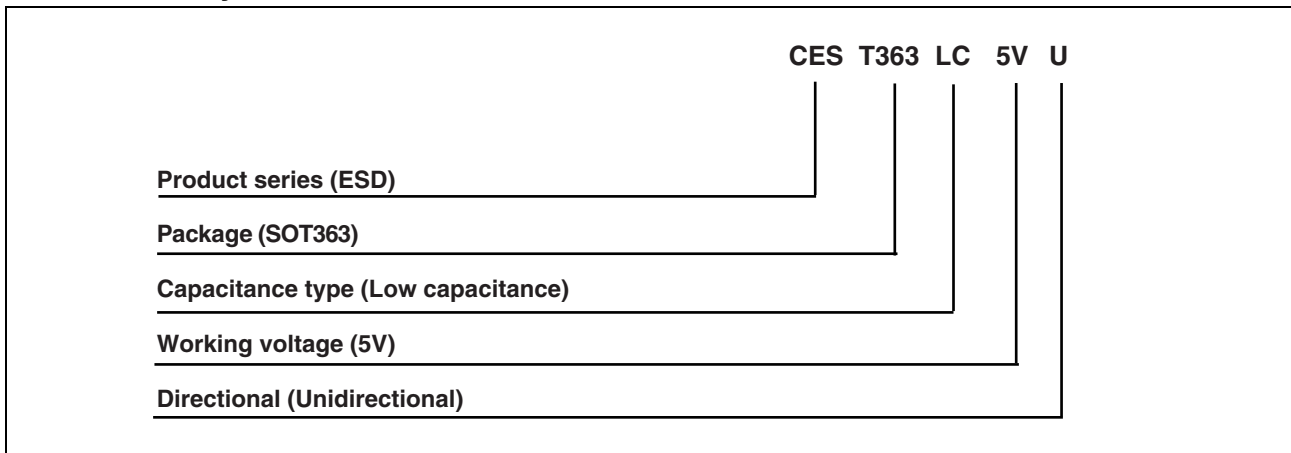 CES T363 LC 5V U
Product series (ESD)
Package (SOT363)
Capacitance type (Low capacitance)
Working voltage (5V)
Directional (Unidirectional)